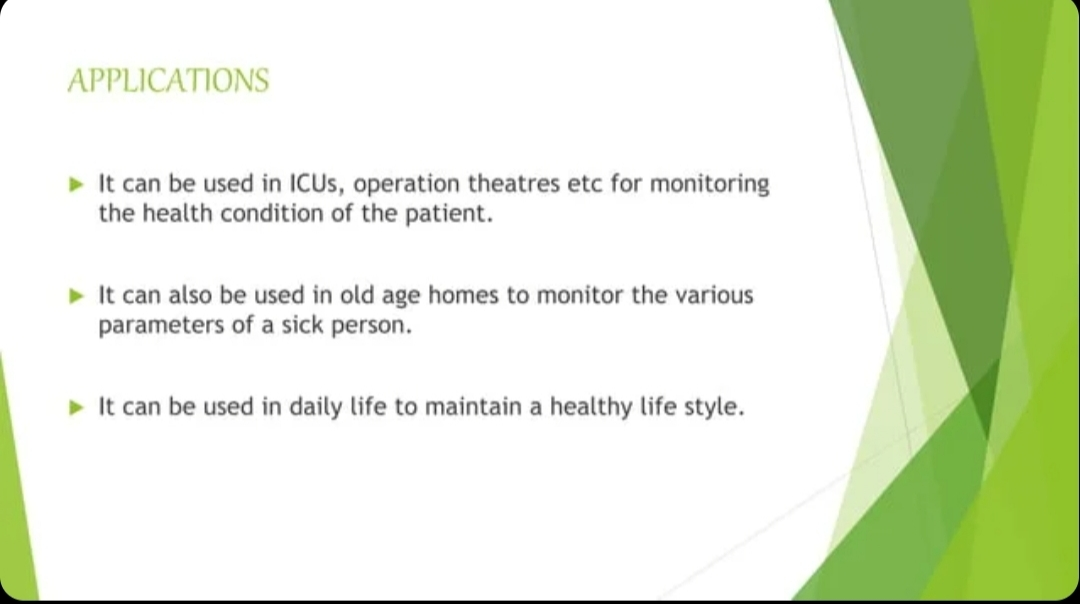 APPLICATIONS
It can be used in ICUs, operation theatres etc for monitoring
the health condition of the patient.
It can also be used in old age homes to monitor the various
parameters of a sick person.
It can be used in daily life to maintain a healthy life style.